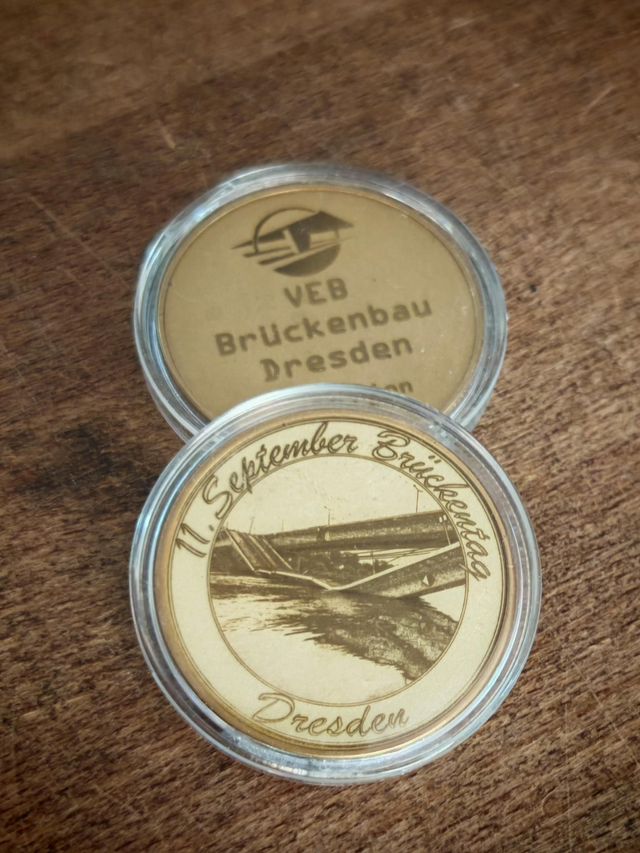 VEB
Brückenbau
Dresden
11. September Brückentag
Dresden